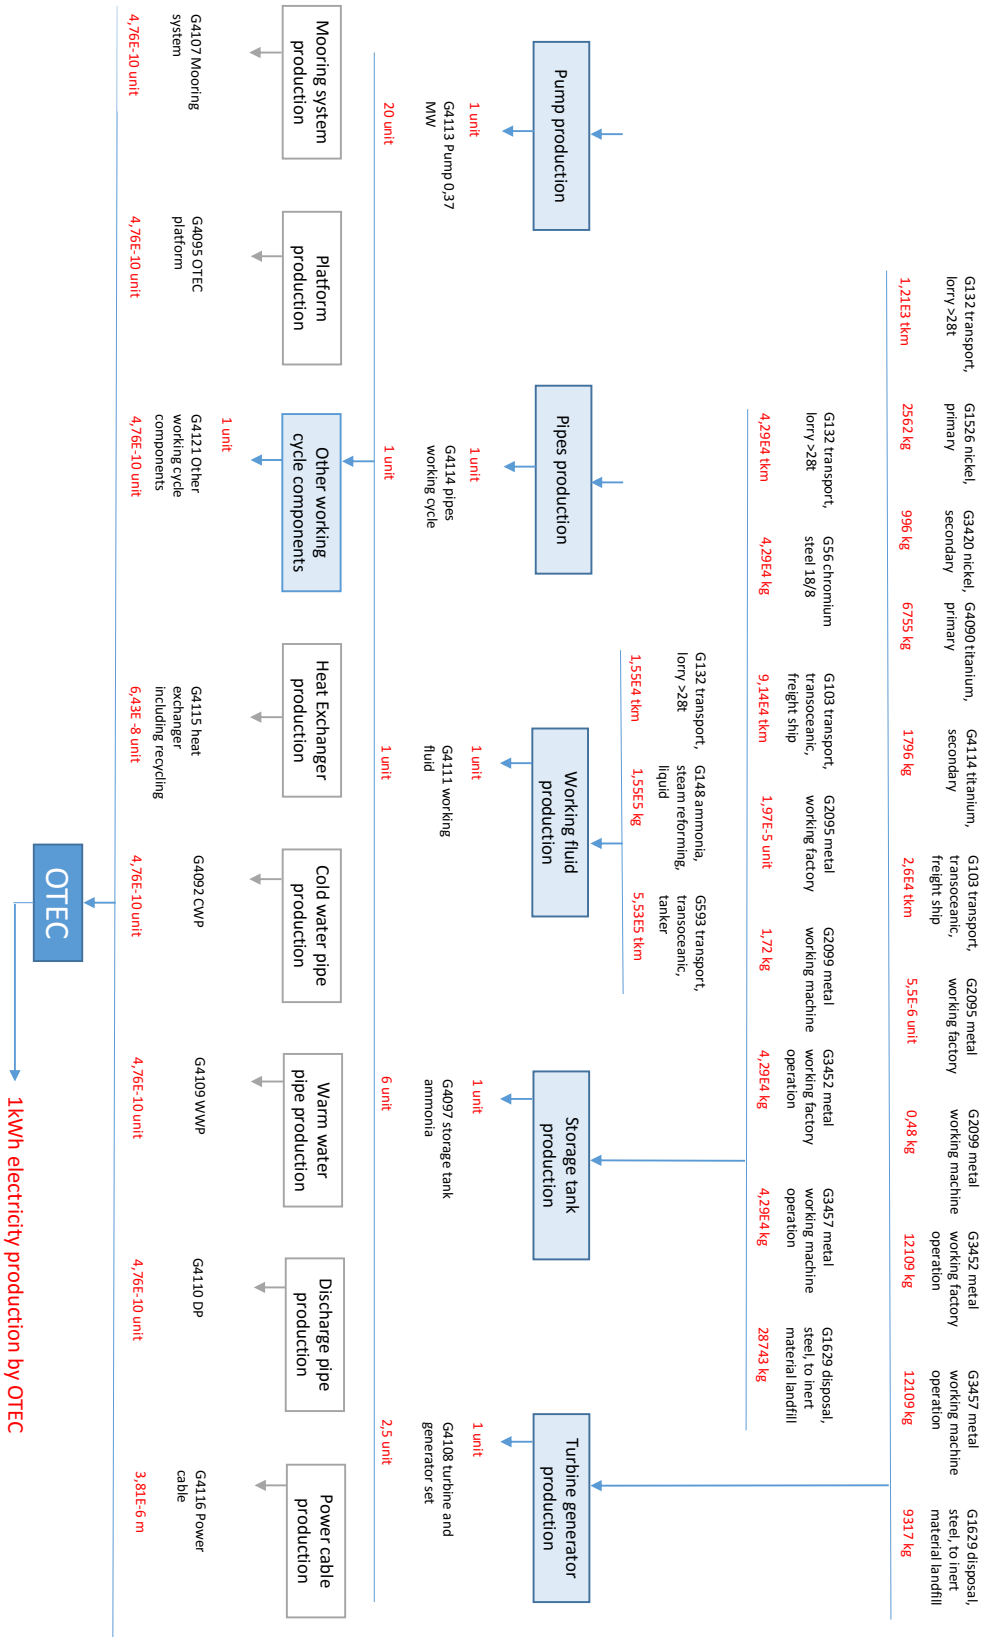 G132 transport,
lorry >28t
1,21E3 tkm
G1526 nickel,
primary
2562 kg
G3420 nickel,
secondary
996 kg
G4090 titanium,
primary
6755 kg
G4114 titanium,
secondary
1796 kg
G103 transport,
transoceanic,
freight ship
2,6E4 tkm
G2095 metal
working factory
5,5E-6 unit
G2099 metal
working machine
0,48 kg
G3452 metal
working factory
operation
12109 kg
G3457 metal
working machine
operation
12109 kg
G1629 disposal,
steel, to inert
material landfill
9317 kg
G132 transport,
lorry >28t
4,29E4 tkm
G56 chromium
steel 18/8
4,29E4 kg
G103 transport,
transoceanic,
freight ship
9,14E4 tkm
G2095 metal
working factory
1,97E-5 unit
G2099 metal
working machine
1,72 kg
G3452 metal
working factory
operation
4,29E4 kg
G3457 metal
working machine
operation
4,29E4 kg
G1629 disposal,
steel, to inert
material landfill
28743 kg
G132 transport,
lorry >28t
1,55E4 tkm
G148 ammonia,
steam reforming,
liquid
1,55E5 kg
G593 transport,
transoceanic,
tanker
5,53E5 tkm
Pump production
Pipes production
Working fluid
production
Storage tank
production
Turbine generator
production
1 unit
G4113 Pump 0,37
MW
20 unit
1 unit
G4114 pipes
working cycle
1 unit
1 unit
G4111 working
fluid
1 unit
1 unit
G4097 storage tank
ammonia
6 unit
1 unit
G4108 turbine and
generator set
2,5 unit
Mooring system
production
Platform
production
Other working
cycle components
Heat Exchanger
production
Cold water pipe
production
Warm water
pipe production
Discharge pipe
production
Power cable
production
G4107 Mooring
system
4,76E-10 unit
G4095 OTEC
platform
4,76E-10 unit
1 unit
G4121 Other
working cycle
components
4,76E-10 unit
G4115 heat
exchanger
including recycling
6,43E -8 unit
G4092 CWP
4,76E-10 unit
G4109 WWP
4,76E-10 unit
G4110 DP
4,76E-10 unit
G4116 Power
cable
3,81E-6 m
OTEC
1kWh electricity production by OTEC